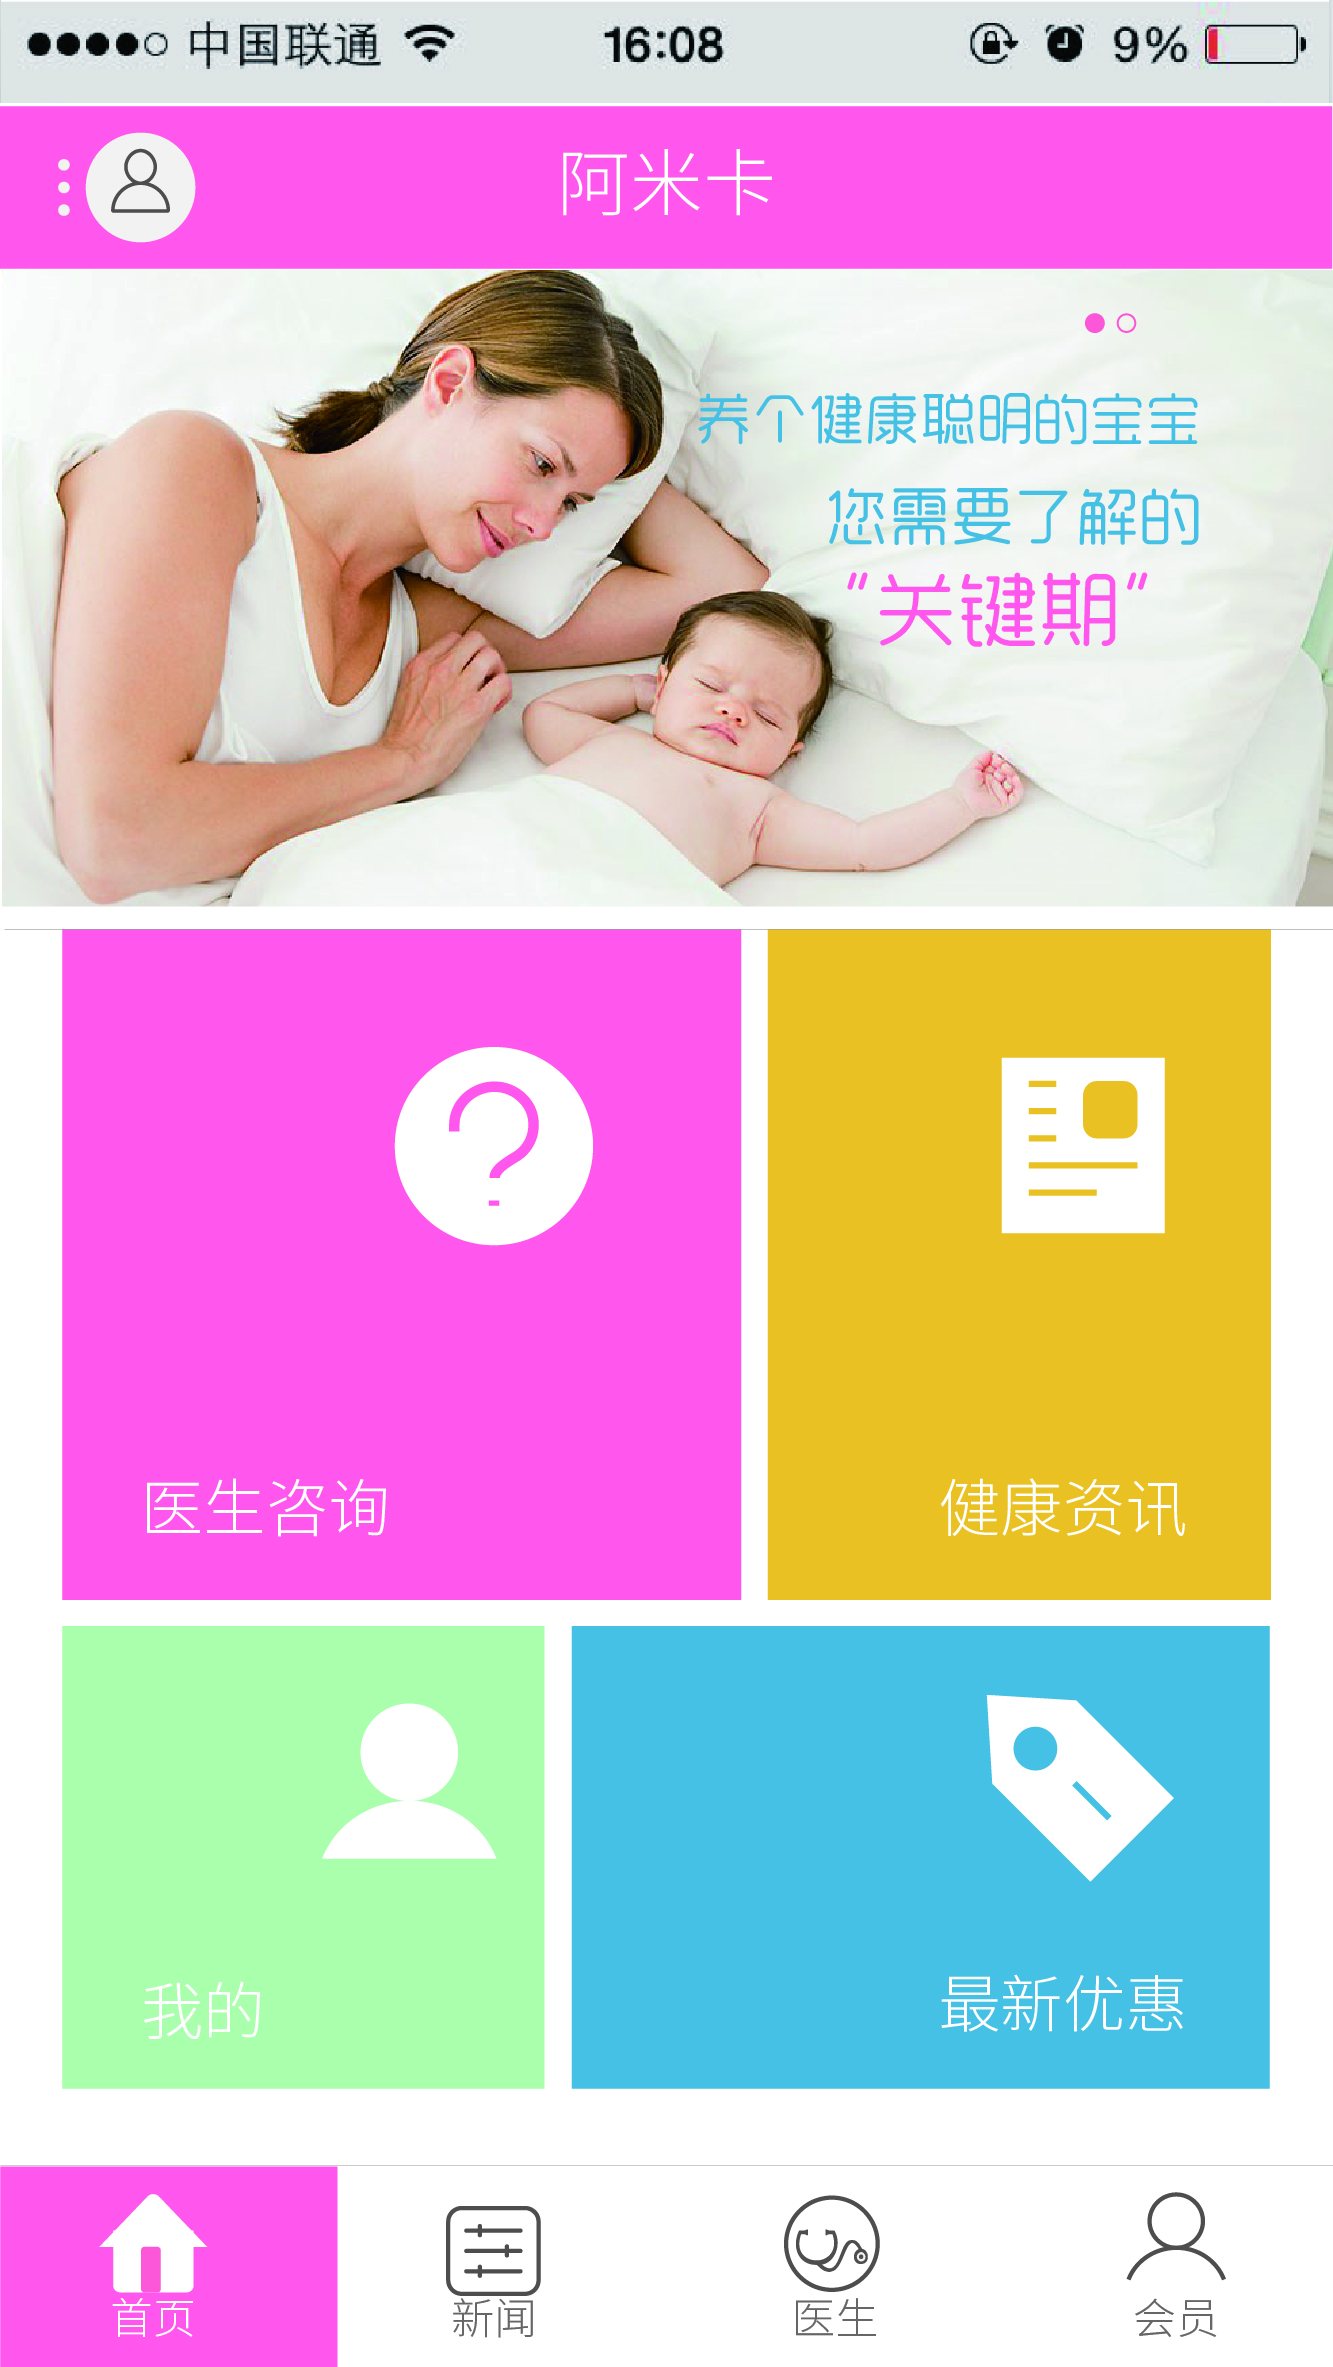 中国联通 16:08 9%
阿米卡
养个健康聪明的宝宝
您需要了解的
“关键期”
医生咨询
健康资讯
我的
最新优惠
首页
新闻
医生
会员